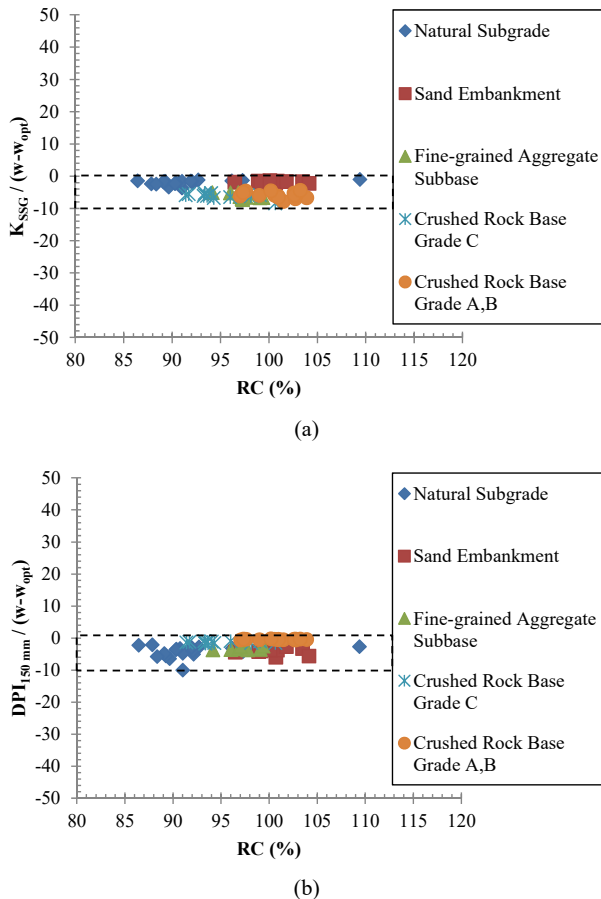 50
40
30
20
10
0
-10
-20
-30
-40
-50
K_SSG / (w-w_opt)
80 85 90 95 100 105 110 115 120
RC (%)
Natural Subgrade
Sand Embankment
Fine-grained Aggregate
Subbase
Crushed Rock Base
Grade C
Crushed Rock Base
Grade A,B
(a)
50
40
30
20
10
0
-10
-20
-30
-40
-50
DPI_150 mm / (w-w_opt)
80 85 90 95 100 105 110 115 120
RC (%)
Natural Subgrade
Sand Embankment
Fine-grained Aggregate
Subbase
Crushed Rock Base
Grade C
Crushed Rock Base
Grade A,B
(b)